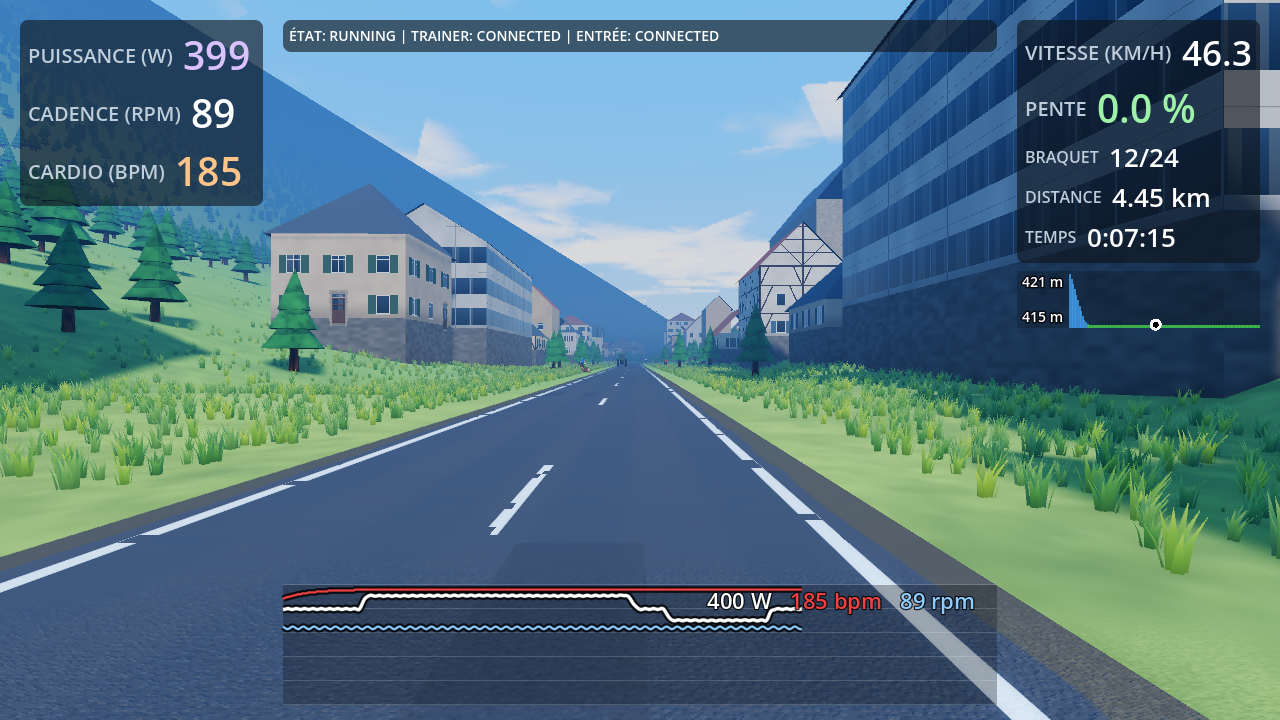 PUISSANCE (W) 399
CADENCE (RPM) 89
CARDIO (BPM) 185
ÉTAT: RUNNING | TRAINER: CONNECTED | ENTRÉE: CONNECTED
VITESSE (KM/H) 46.3
PENTE 0.0 %
BRAQUET 12/24
DISTANCE 4.45 km
TEMPS 0:07:15
421 m
415 m
400 W 185 bpm 89 rpm